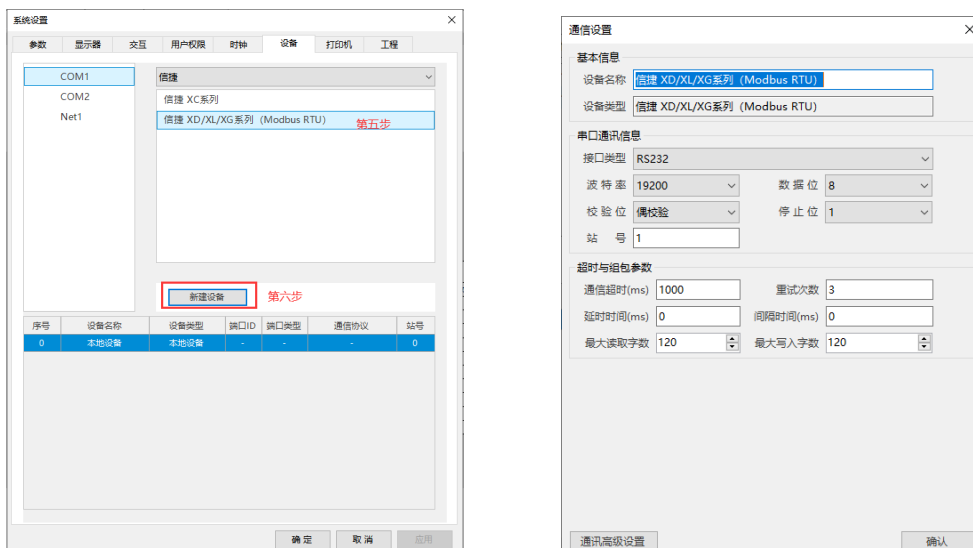 系统设置
参数 显示器 交互 用户权限 时钟 设备 打印机 工程
COM1
COM2
Net1
信捷
信捷 XC系列
信捷 XD/XL/XG系列（Modbus RTU）
第五步
新建设备
第六步
序号 设备名称 设备类型 端口ID 端口类型 通信协议 站号
0 本地设备 本地设备 - - - 0
确定 取消 应用
通信设置
基本信息
设备名称 信捷 XD/XL/XG系列（Modbus RTU）
设备类型 信捷 XD/XL/XG系列（Modbus RTU）
串口通讯信息
接口类型 RS232
波特率 19200 数据位 8
校验位 偶校验 停止位 1
站号 1
超时与组包参数
通信超时(ms) 1000 重试次数 3
延时时间(ms) 0 间隔时间(ms) 0
最大读取字数 120 最大写入字数 120
通讯高级设置 确认